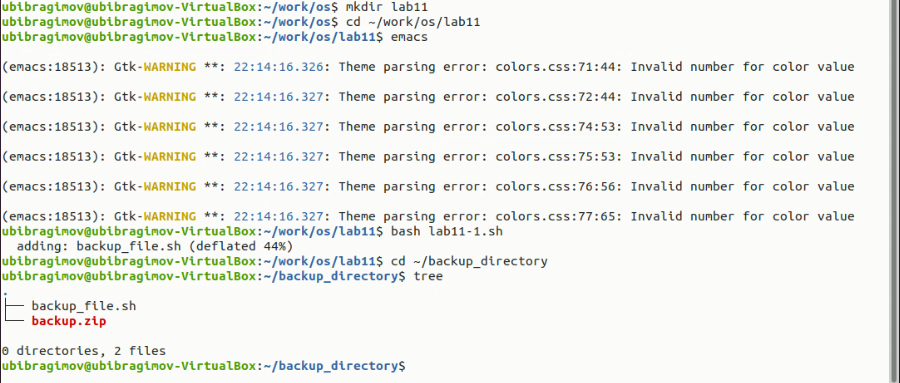 ubibragimov@ubibragimov-VirtualBox:~/work/os$ mkdir lab11
ubibragimov@ubibragimov-VirtualBox:~/work/os$ cd ~/work/os/lab11
ubibragimov@ubibragimov-VirtualBox:~/work/os/lab11$ emacs
(emacs:18513): Gtk-WARNING **: 22:14:16.326: Theme parsing error: colors.css:71:44: Invalid number for color value
(emacs:18513): Gtk-WARNING **: 22:14:16.327: Theme parsing error: colors.css:72:44: Invalid number for color value
(emacs:18513): Gtk-WARNING **: 22:14:16.327: Theme parsing error: colors.css:74:53: Invalid number for color value
(emacs:18513): Gtk-WARNING **: 22:14:16.327: Theme parsing error: colors.css:75:53: Invalid number for color value
(emacs:18513): Gtk-WARNING **: 22:14:16.327: Theme parsing error: colors.css:76:56: Invalid number for color value
(emacs:18513): Gtk-WARNING **: 22:14:16.327: Theme parsing error: colors.css:77:65: Invalid number for color value
ubibragimov@ubibragimov-VirtualBox:~/work/os/lab11$ bash lab11-1.sh
  adding: backup_file.sh (deflated 44%)
ubibragimov@ubibragimov-VirtualBox:~/work/os/lab11$ cd ~/backup_directory
ubibragimov@ubibragimov-VirtualBox:~/backup_directory$ tree
.
├── backup_file.sh
└── backup.zip
0 directories, 2 files
ubibragimov@ubibragimov-VirtualBox:~/backup_directory$